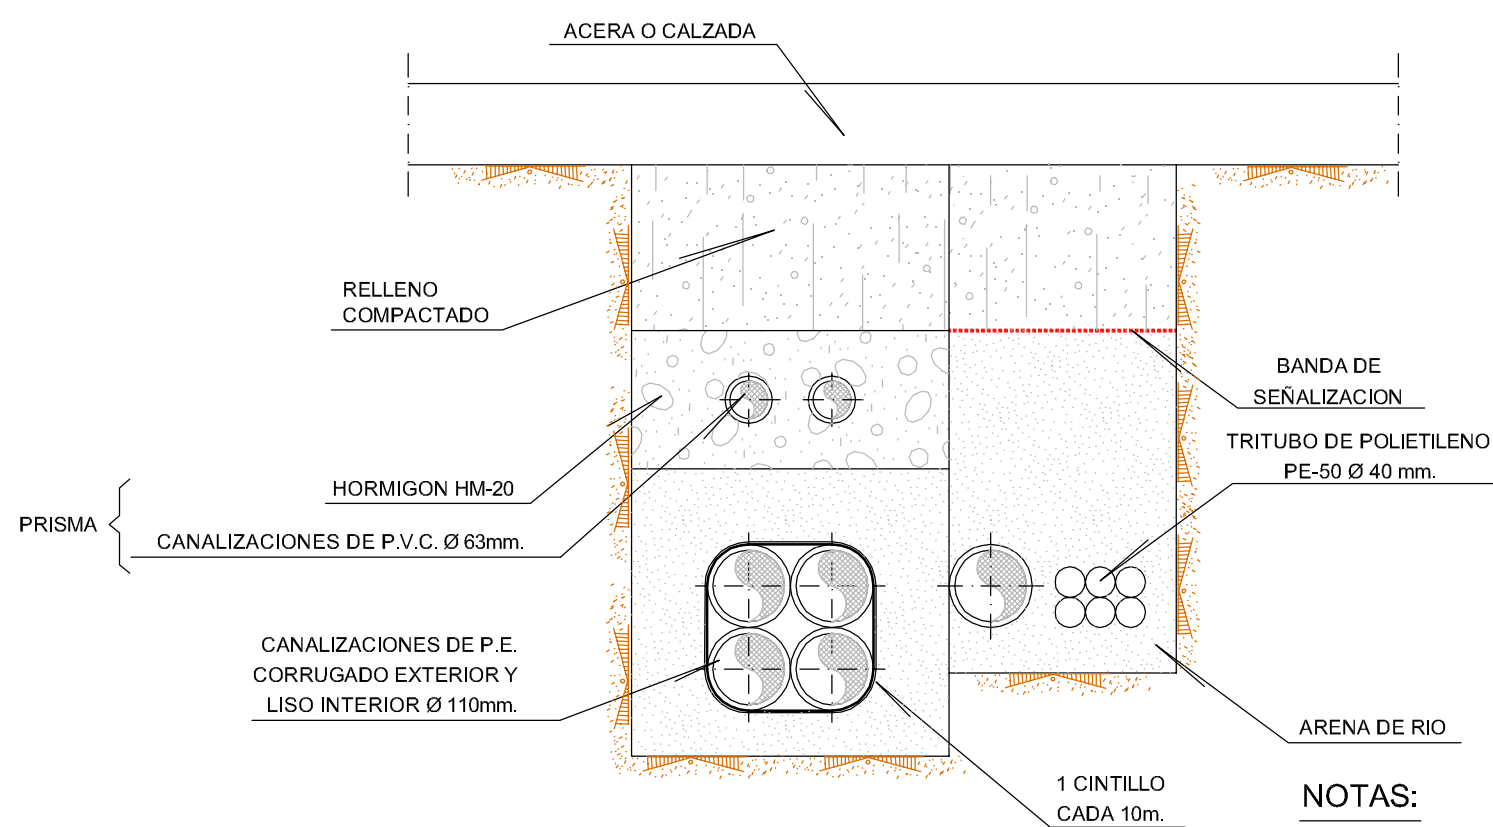 ACERA O CALZADA
RELLENO
COMPACTADO
BANDA DE
SEÑALIZACION
TRITUBO DE POLIETILENO
PE-50 Ø 40 mm.
HORMIGON HM-20
PRISMA
CANALIZACIONES DE P.V.C. Ø 63mm.
CANALIZACIONES DE P.E.
CORRUGADO EXTERIOR Y
LISO INTERIOR Ø 110mm.
ARENA DE RIO
1 CINTILLO
CADA 10m.
NOTAS: